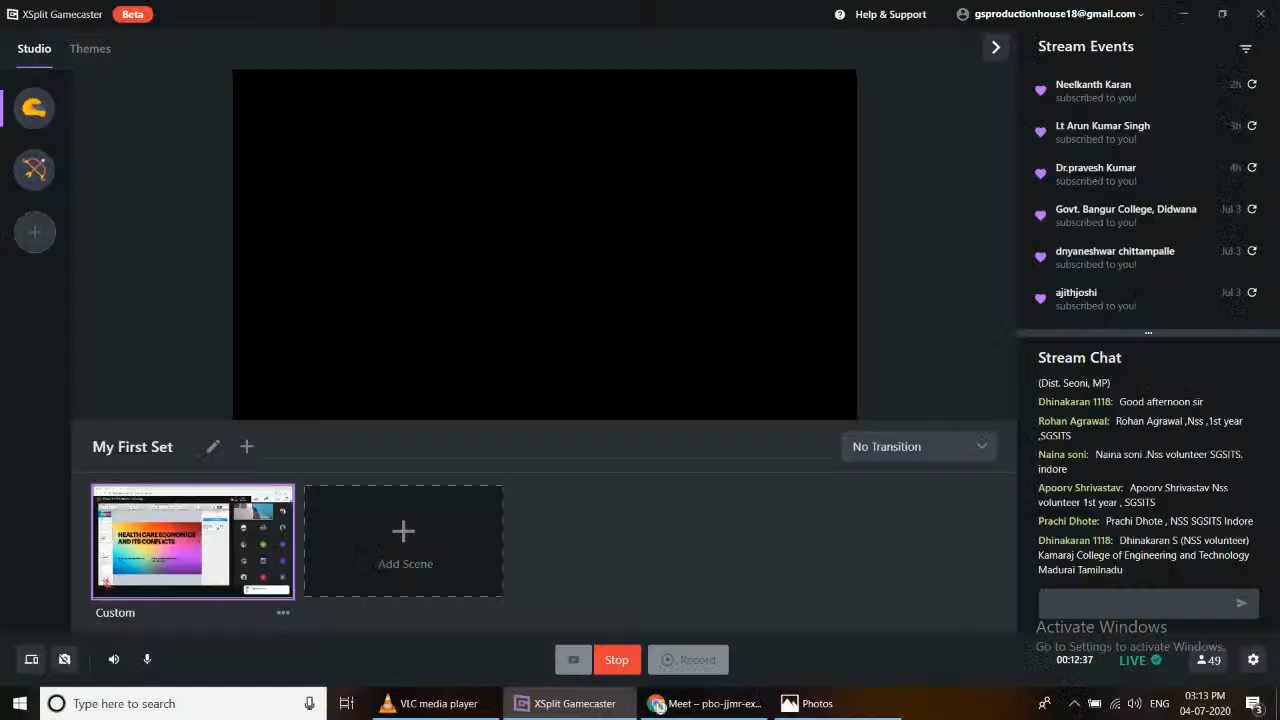 XSplit Gamecaster Beta
Help & Support
gsproductionhouse18@gmail.com
Studio
Themes
Stream Events
Neelkanth Karan 2h
subscribed to you!
Lt Arun Kumar Singh 3h
subscribed to you!
Dr.pravesh Kumar 4h
subscribed to you!
Govt. Bangur College, Didwana Jul 3
subscribed to you!
dnyaneshwar chittampalle Jul 3
subscribed to you!
ajithjoshi Jul 3
subscribed to you!
Stream Chat
(Dist. Seoni, MP)
Dhinakaran 1118: Good afternoon sir
Rohan Agrawal: Rohan Agrawal ,Nss ,1st year
,SGSITS
Naina soni: Naina soni .Nss volunteer SGSITS.
indore
Apoorv Shrivastav: Apoorv Shrivastav Nss
volunteer 1st year , SGSITS
Prachi Dhote: Prachi Dhote , NSS SGSITS Indore
Dhinakaran 1118: Dhinakaran S (NSS volunteer)
Kamaraj College of Engineering and Technology
Madurai Tamilnadu
My First Set
No Transition
HEALTH CARE ECONOMICS
AND ITS CONFLICTS
Custom
Add Scene
Stop
Record
Activate Windows
Go to Settings to activate Windows.
00:12:37
LIVE
49
Type here to search
VLC media player
XSplit Gamecaster
Meet – pbo-jjmr-ex...
Photos
ENG
03:13 PM
04-07-2020
3